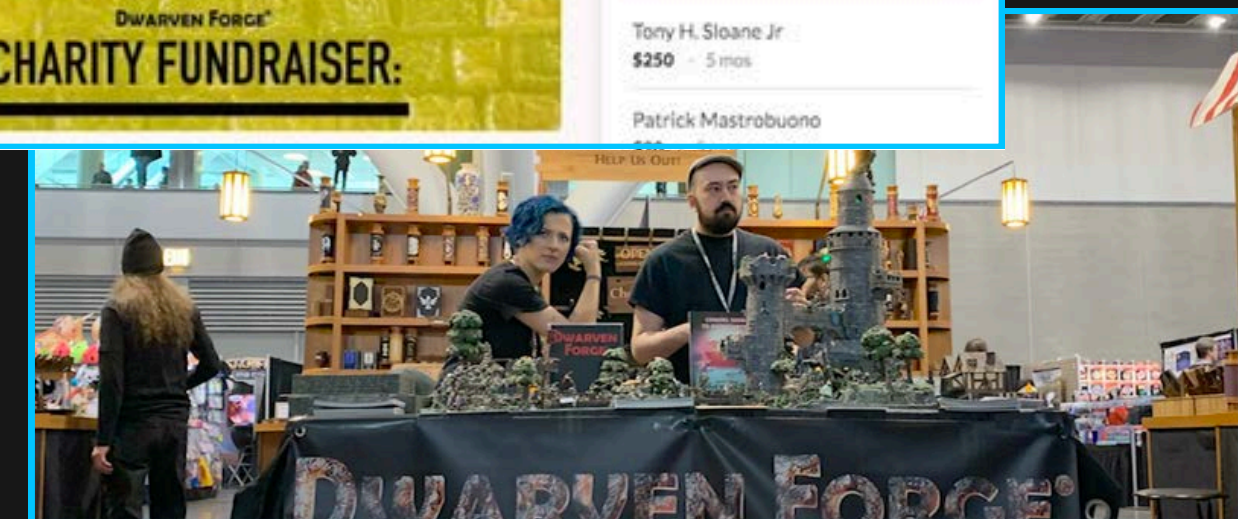 DWARVEN FORGE®
CHARITY FUNDRAISER:
Tony H. Sloane Jr
$250 · 5 mos
Patrick Mastrobuono
HELP US OUT!
OPE
DWARVEN
FORGE
DWARVEN FORGE®